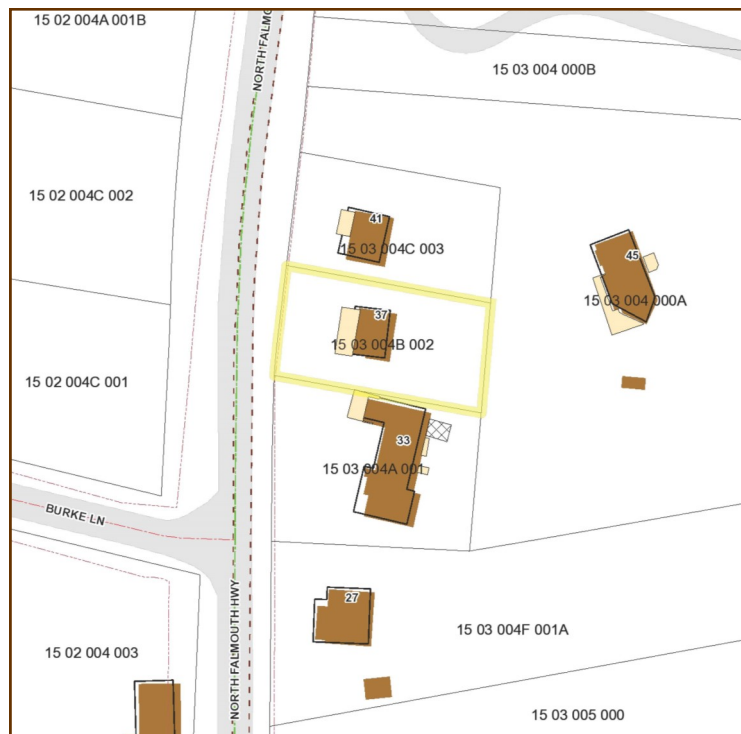 15 02 004A 001B
NORTH FALMO
15 03 004 000B
15 02 004C 002
41
15 03 004C 003
45
15 03 004 000A
37
15 03 004B 002
15 02 004C 001
33
15 03 004A 001
BURKE LN
NORTH FALMOUTH HWY
27
15 03 004F 001A
15 02 004 003
15 03 005 000